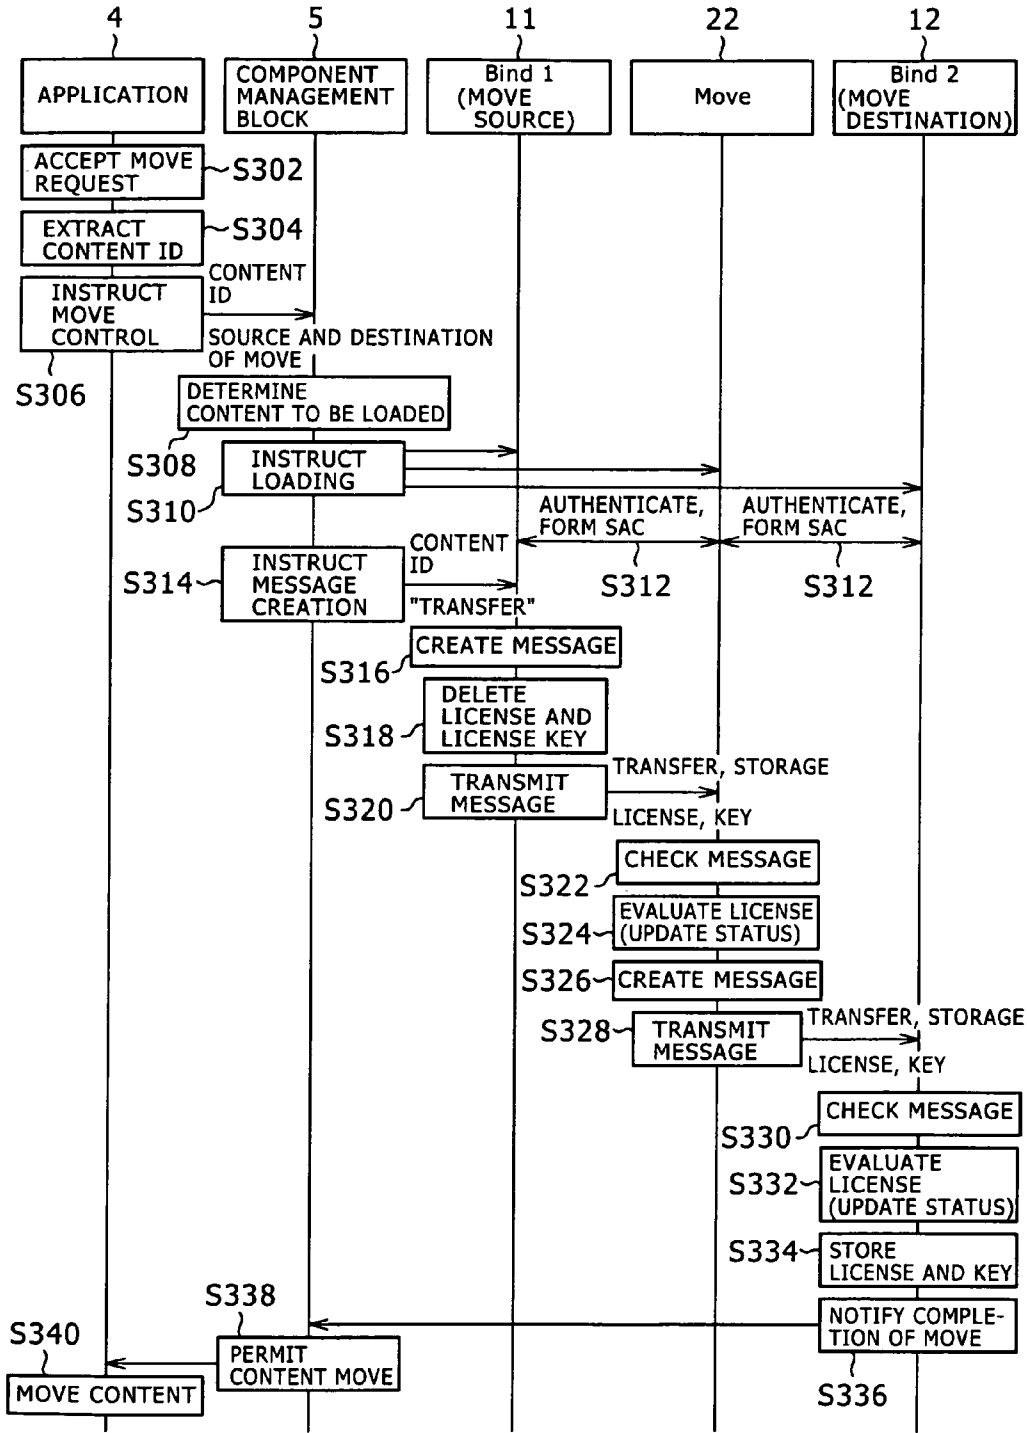 4
5
11
22
12
APPLICATION
COMPONENT
MANAGEMENT
BLOCK
Bind 1
(MOVE
SOURCE)
Move
Bind 2
(MOVE
DESTINATION)
ACCEPT MOVE
REQUEST
S302
EXTRACT
CONTENT ID
S304
INSTRUCT
MOVE
CONTROL
S306
CONTENT
ID
SOURCE AND DESTINATION
OF MOVE
DETERMINE
CONTENT TO BE LOADED
S308
INSTRUCT
LOADING
S310
AUTHENTICATE,
FORM SAC
S312
AUTHENTICATE,
FORM SAC
S312
S314
INSTRUCT
MESSAGE
CREATION
CONTENT
ID
"TRANSFER"
CREATE MESSAGE
S316
DELETE
LICENSE AND
LICENSE KEY
S318
TRANSMIT
MESSAGE
S320
TRANSFER, STORAGE
LICENSE, KEY
CHECK MESSAGE
S322
EVALUATE LICENSE
(UPDATE STATUS)
S324
S326
CREATE MESSAGE
S328
TRANSMIT
MESSAGE
TRANSFER, STORAGE
LICENSE, KEY
CHECK MESSAGE
S330
EVALUATE
LICENSE
(UPDATE STATUS)
S332
S334
STORE
LICENSE AND KEY
NOTIFY COMPLE-
TION OF MOVE
S336
S338
PERMIT
CONTENT MOVE
S340
MOVE CONTENT